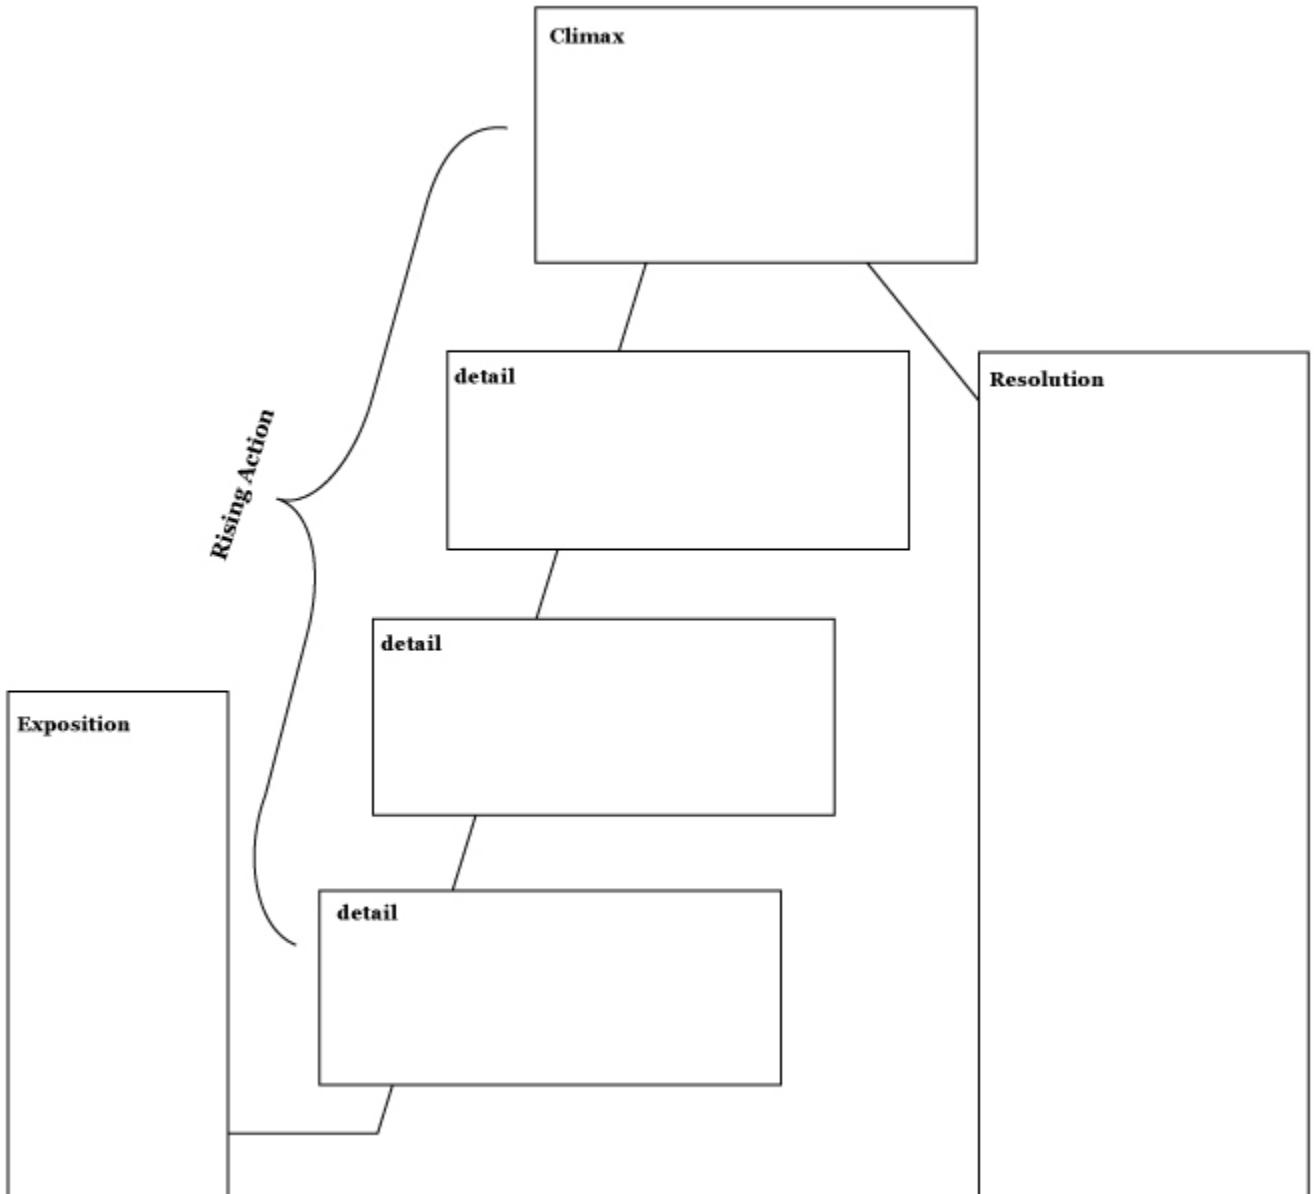 Climax
detail
Resolution
Rising Action
detail
Exposition
detail